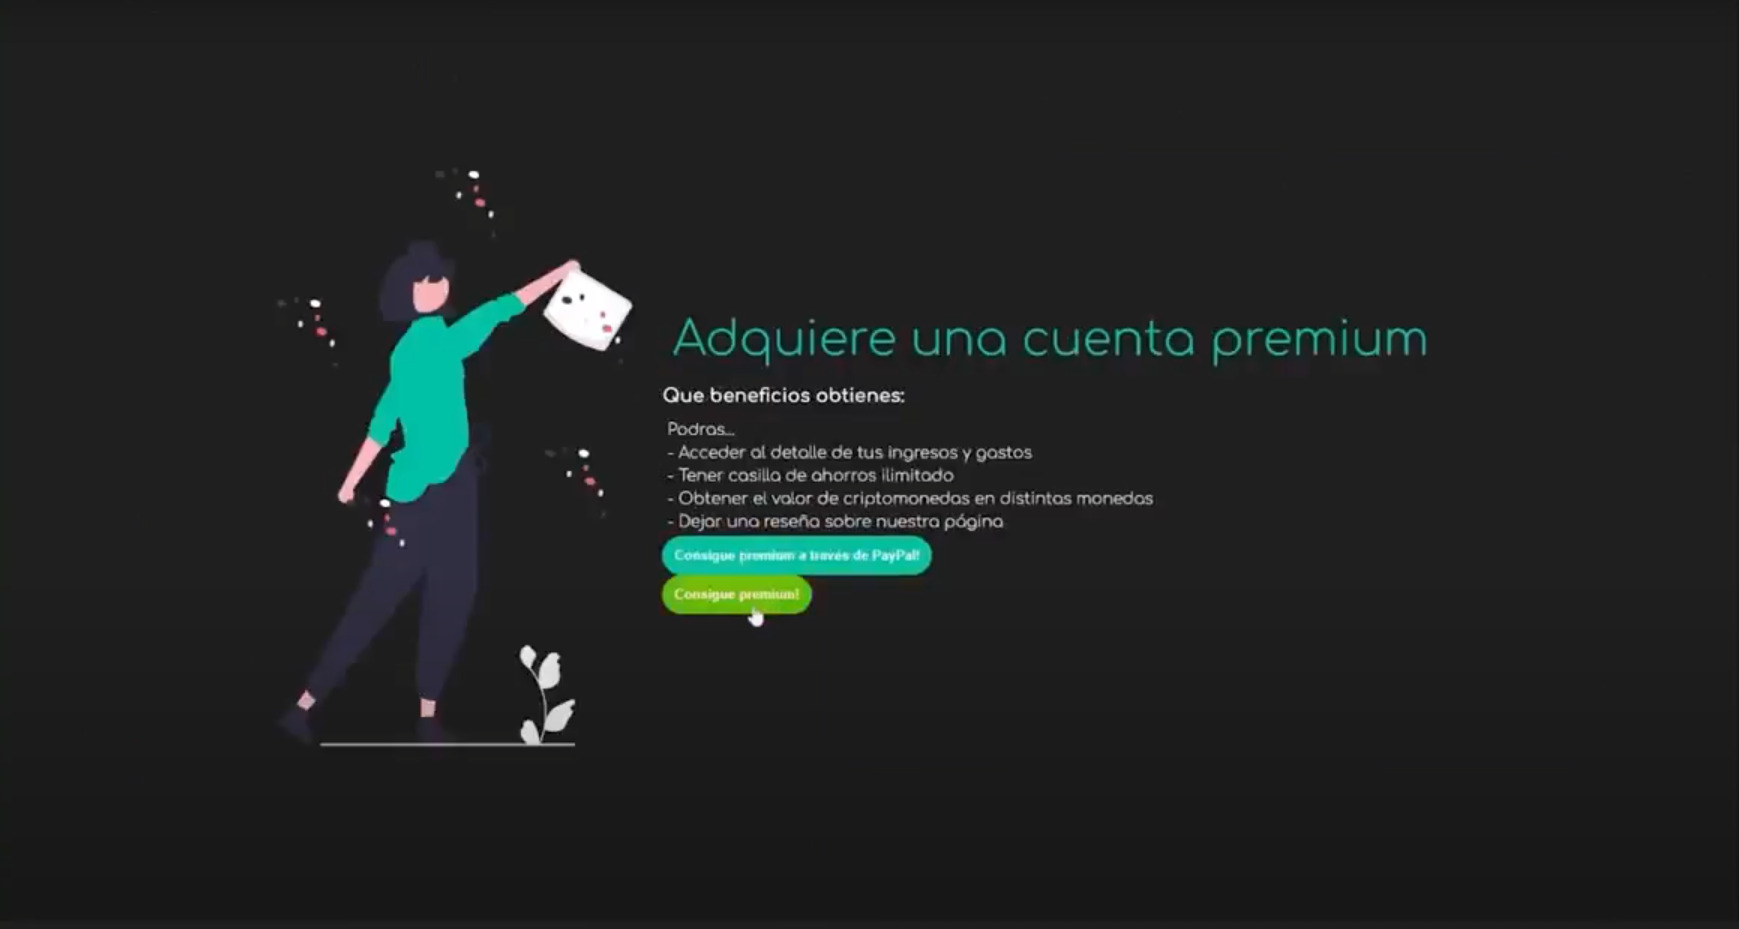 Adquiere una cuenta premium
Que beneficios obtienes:
Podras...
- Acceder al detalle de tus ingresos y gastos
- Tener casilla de ahorros ilimitado
- Obtener el valor de criptomonedas en distintas monedas
- Dejar una reseña sobre nuestra página
Consigue premium a través de PayPal!
Consigue premium!